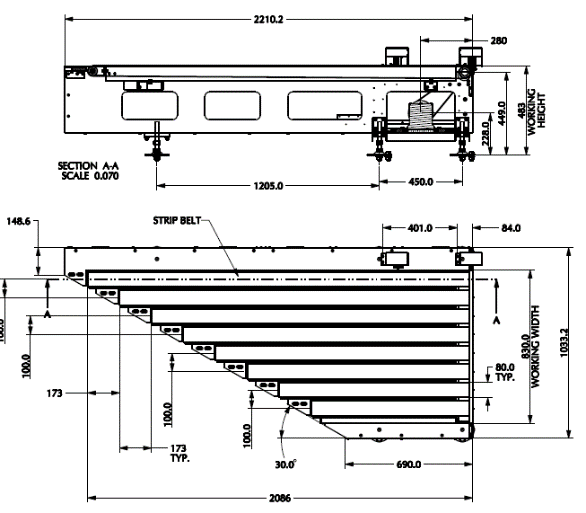 2210.2
280
483
WORKING
HEIGHT
449.0
228.0
SECTION A-A
SCALE 0.070
1205.0
450.0
148.6
STRIP BELT
401.0
84.0
A
A
100.0
100.0
100.0
100.0
830.0
WORKING WIDTH
1033.2
80.0
TYP.
173
173
TYP.
30.0°
690.0
2086